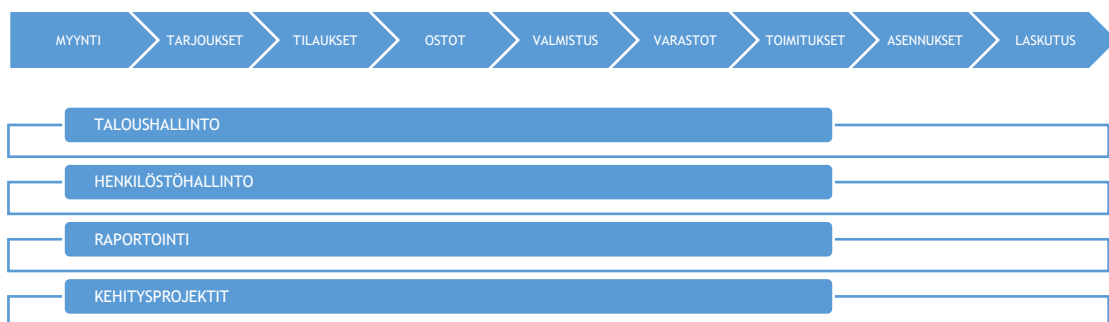 MYYNTI TARJOUKSET TILAUKSET OSTOT VALMISTUS VARASTOT TOIMITUKSET ASENNUKSET LASKUTUS
TALOUSHALLINTO
HENKILÖSTÖHALLINTO
RAPORTOINTI
KEHITYSPROJEKTIT